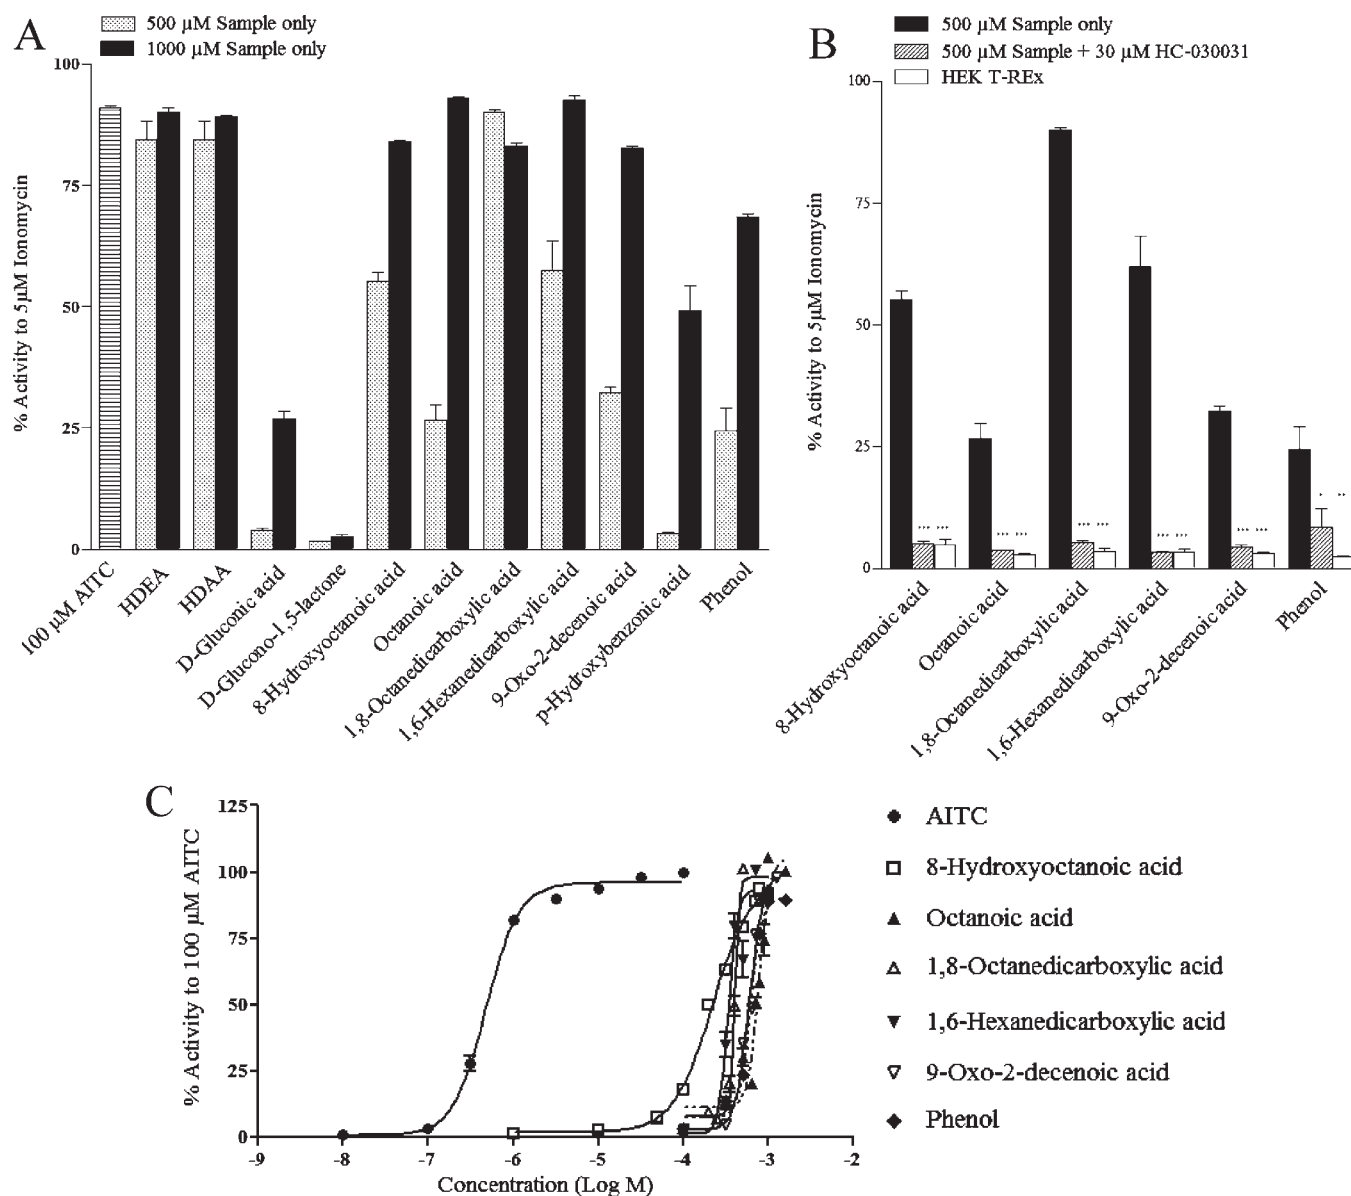 A
500 µM Sample only
1000 µM Sample only
100
75
50
25
0
% Activity to 5µM Ionomycin
100 µM AITC
HDEA
HDAA
D-Gluconic acid
D-Glucono-1,5-lactone
8-Hydroxyoctanoic acid
Octanoic acid
1,8-Octanedicarboxylic acid
1,6-Hexanedicarboxylic acid
9-Oxo-2-decenoic acid
p-Hydroxybenzonic acid
Phenol
B
500 µM Sample only
500 µM Sample + 30 µM HC-030031
HEK T-REx
100
75
50
25
0
% Activity to 5µM Ionomycin
8-Hydroxyoctanoic acid
Octanoic acid
1,8-Octanedicarboxylic acid
1,6-Hexanedicarboxylic acid
9-Oxo-2-decenoic acid
Phenol
C
125
100
75
50
25
0
% Activity to 100 µM AITC
-9 -8 -7 -6 -5 -4 -3 -2
Concentration (Log M)
AITC
8-Hydroxyoctanoic acid
Octanoic acid
1,8-Octanedicarboxylic acid
1,6-Hexanedicarboxylic acid
9-Oxo-2-decenoic acid
Phenol